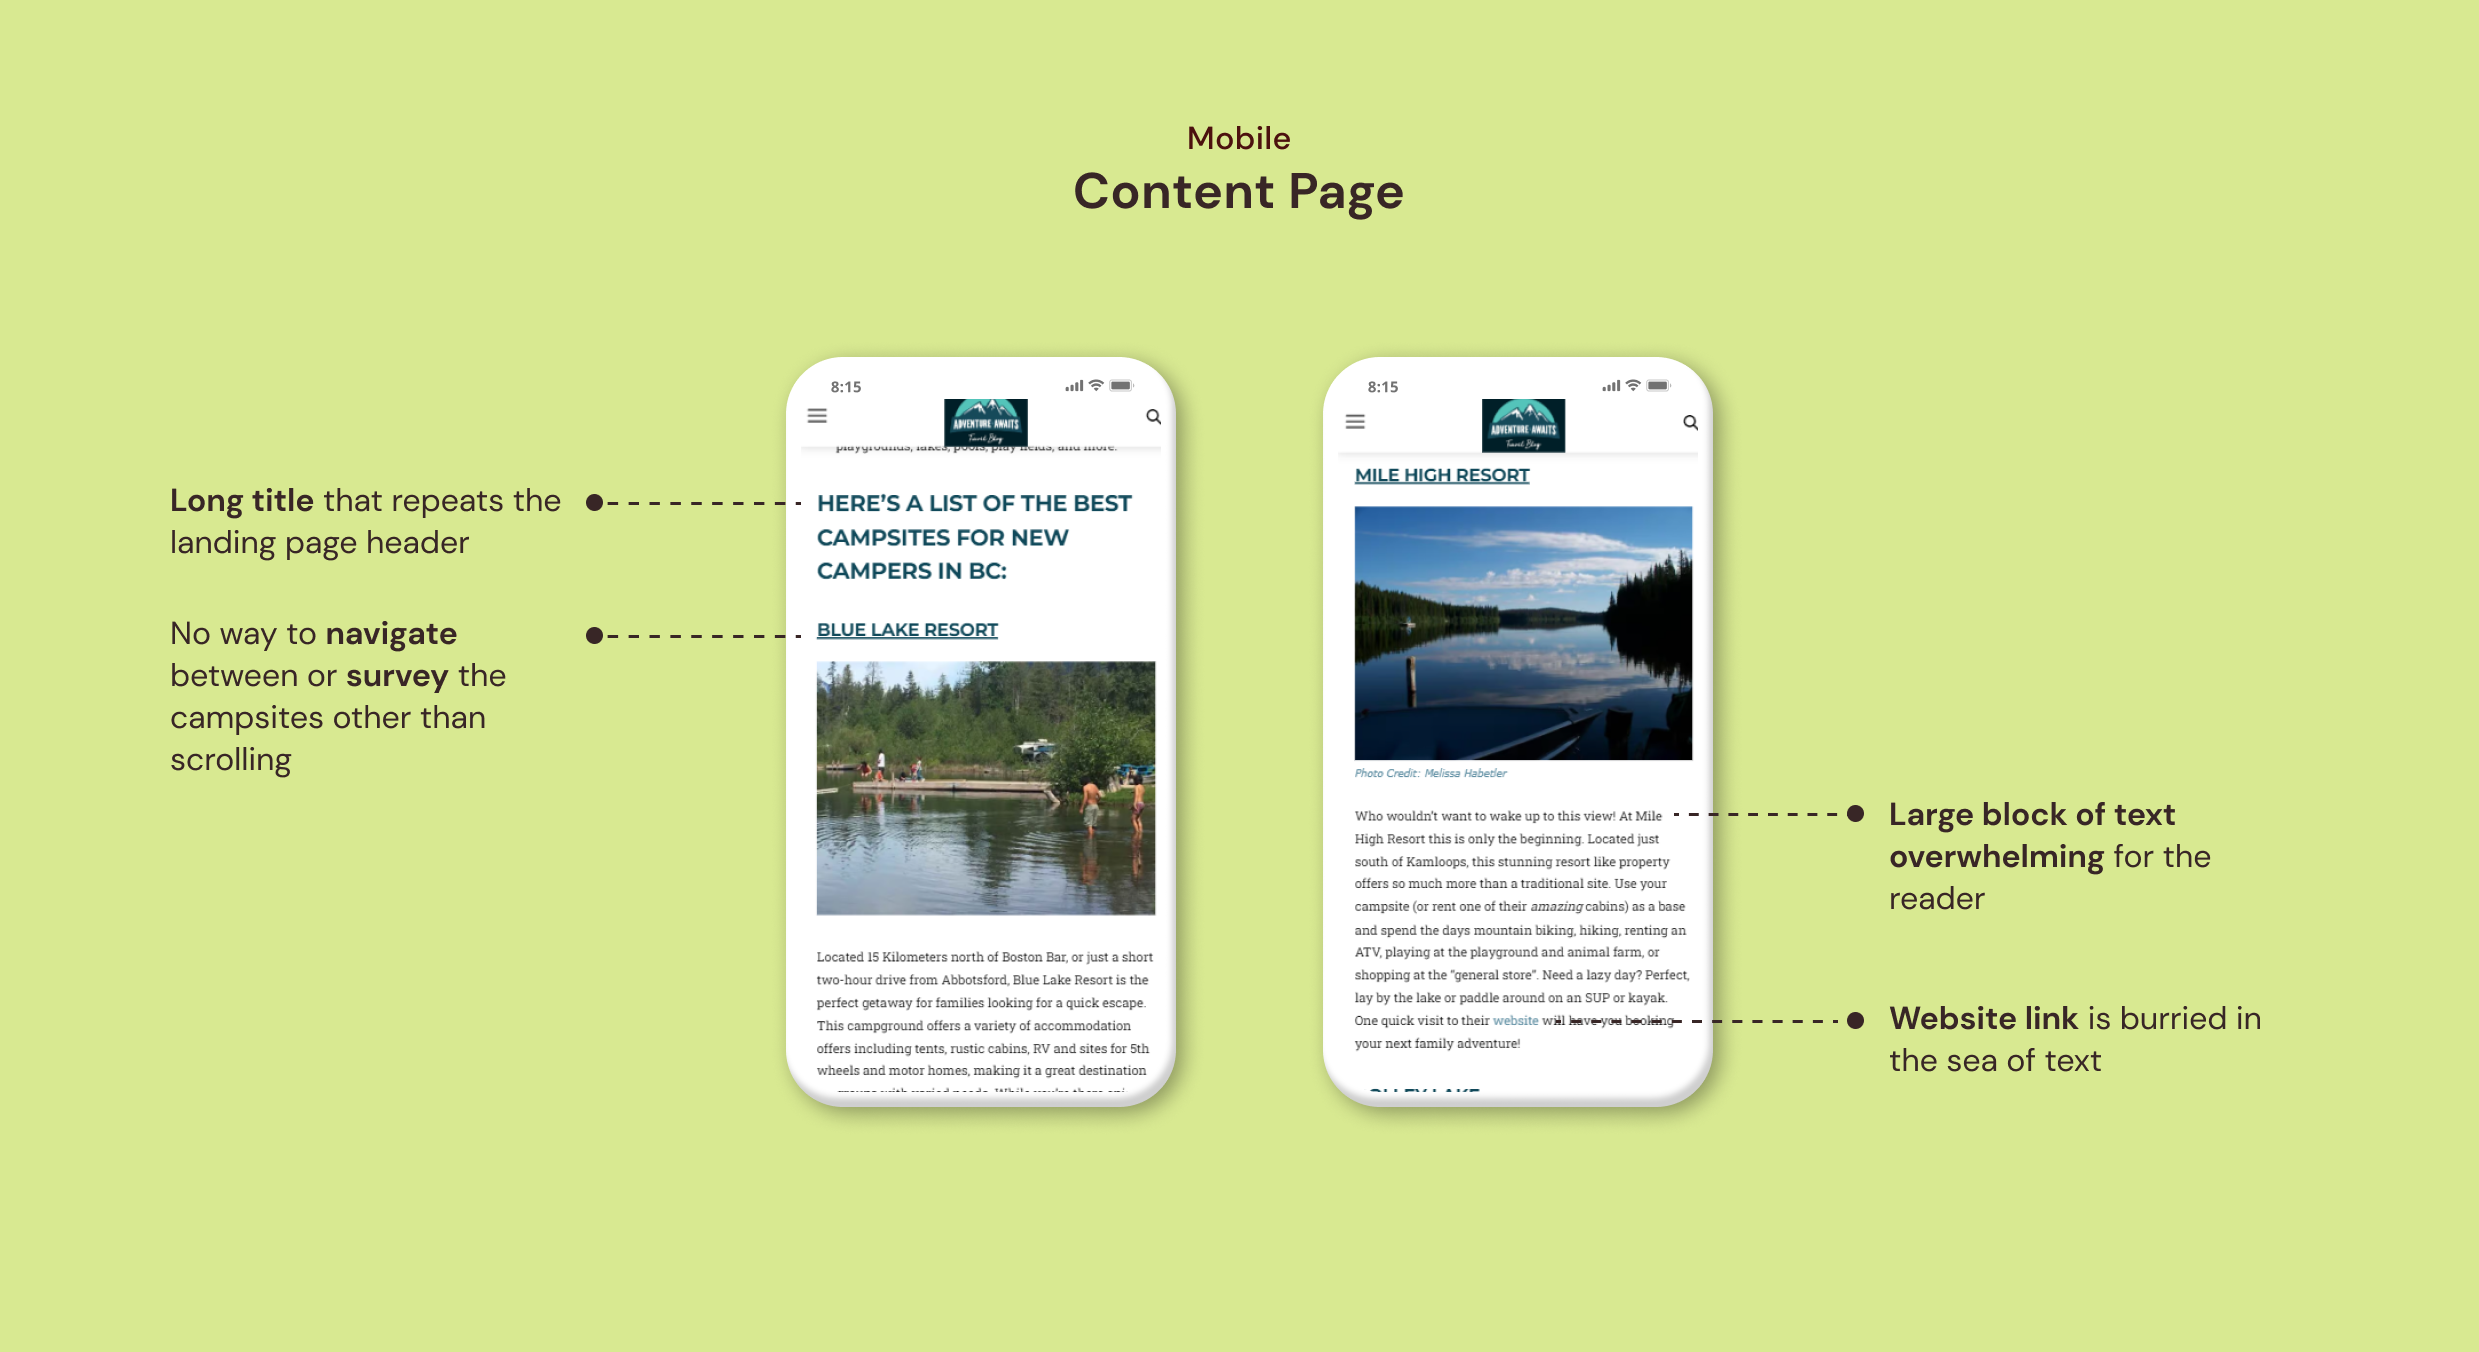 Mobile
Content Page
Long title that repeats the
landing page header
No way to navigate
between or survey the
campsites other than
scrolling
8:15
ADVENTURE AWAITS
Travel Blog
playgrounds, lakes, pools, play fields, and more.
HERE'S A LIST OF THE BEST
CAMPSITES FOR NEW
CAMPERS IN BC:
BLUE LAKE RESORT
Located 15 Kilometers north of Boston Bar, or just a short
two-hour drive from Abbotsford, Blue Lake Resort is the
perfect getaway for families looking for a quick escape.
This campground offers a variety of accommodation
offers including tents, rustic cabins, RV and sites for 5th
wheels and motor homes, making it a great destination
groups with varied needs. While you're there enj
8:15
ADVENTURE AWAITS
Travel Blog
MILE HIGH RESORT
Photo Credit: Melissa Habetler
Who wouldn't want to wake up to this view! At Mile
High Resort this is only the beginning. Located just
south of Kamloops, this stunning resort like property
offers so much more than a traditional site. Use your
campsite (or rent one of their amazing cabins) as a base
and spend the days mountain biking, hiking, renting an
ATV, playing at the playground and animal farm, or
shopping at the "general store". Need a lazy day? Perfect,
lay by the lake or paddle around on an SUP or kayak.
One quick visit to their website will have you booking
your next family adventure!
OLLEY LAKE
Large block of text
overwhelming for the
reader
Website link is burried in
the sea of text